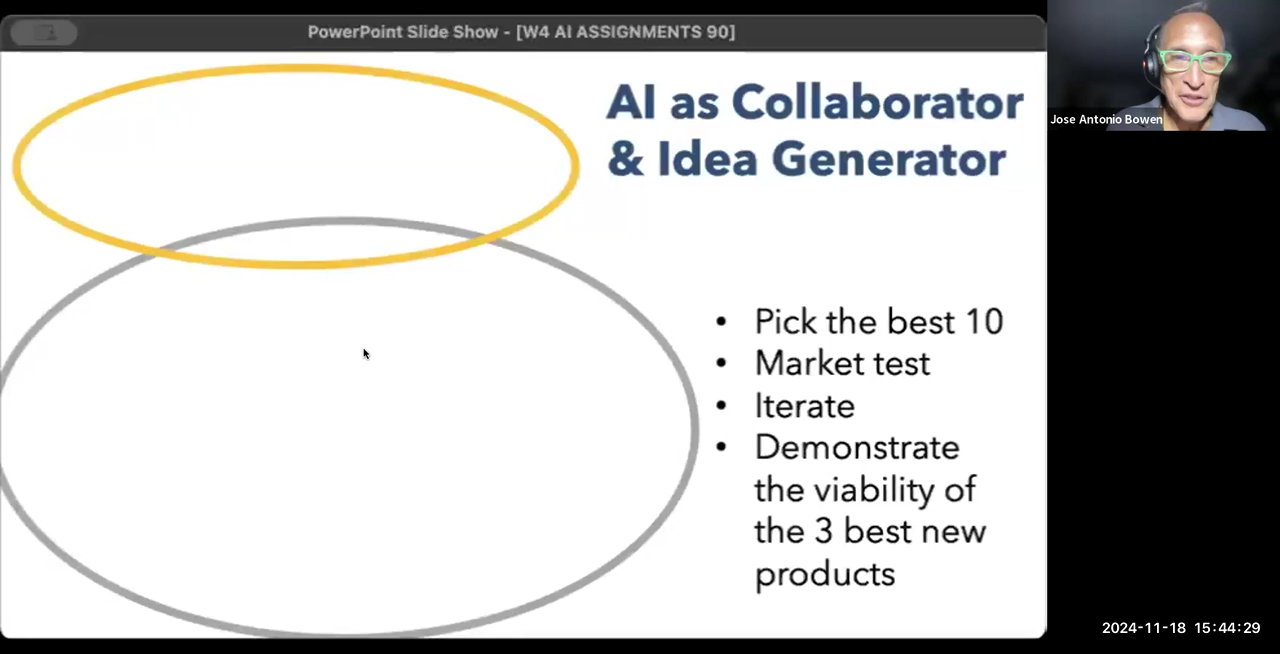 PowerPoint Slide Show - [W4 AI ASSIGNMENTS 90]
AI as Collaborator
& Idea Generator
Jose Antonio Bowen
• Pick the best 10
• Market test
• Iterate
• Demonstrate
the viability of
the 3 best new
products
2024-11-18 15:44:29